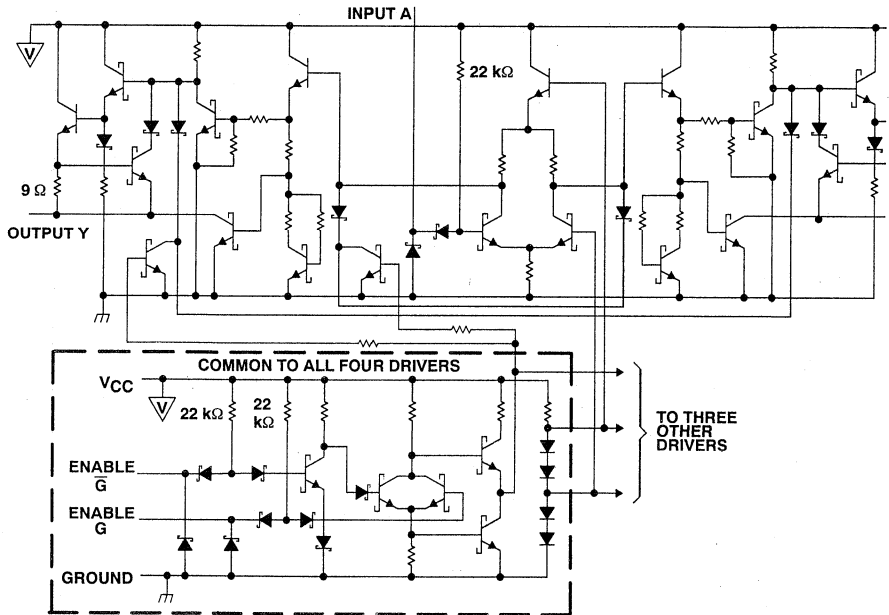 INPUT A
V
22 kΩ
9 Ω
OUTPUT Y
COMMON TO ALL FOUR DRIVERS
VCC
V
22 kΩ
22
kΩ
TO THREE
OTHER
DRIVERS
ENABLE
G̅
ENABLE
G
GROUND